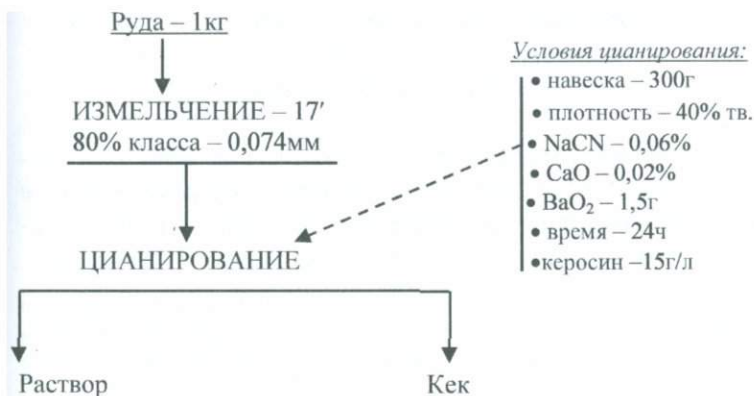 Руда – 1кг
ИЗМЕЛЬЧЕНИЕ – 17′
80% класса – 0,074мм
ЦИАНИРОВАНИЕ
Раствор
Кек
Условия цианирования:
• навеска – 300г
• плотность – 40% тв.
• NaCN – 0,06%
• CaO – 0,02%
• BaO₂ – 1,5г
• время – 24ч
•керосин –15г/л